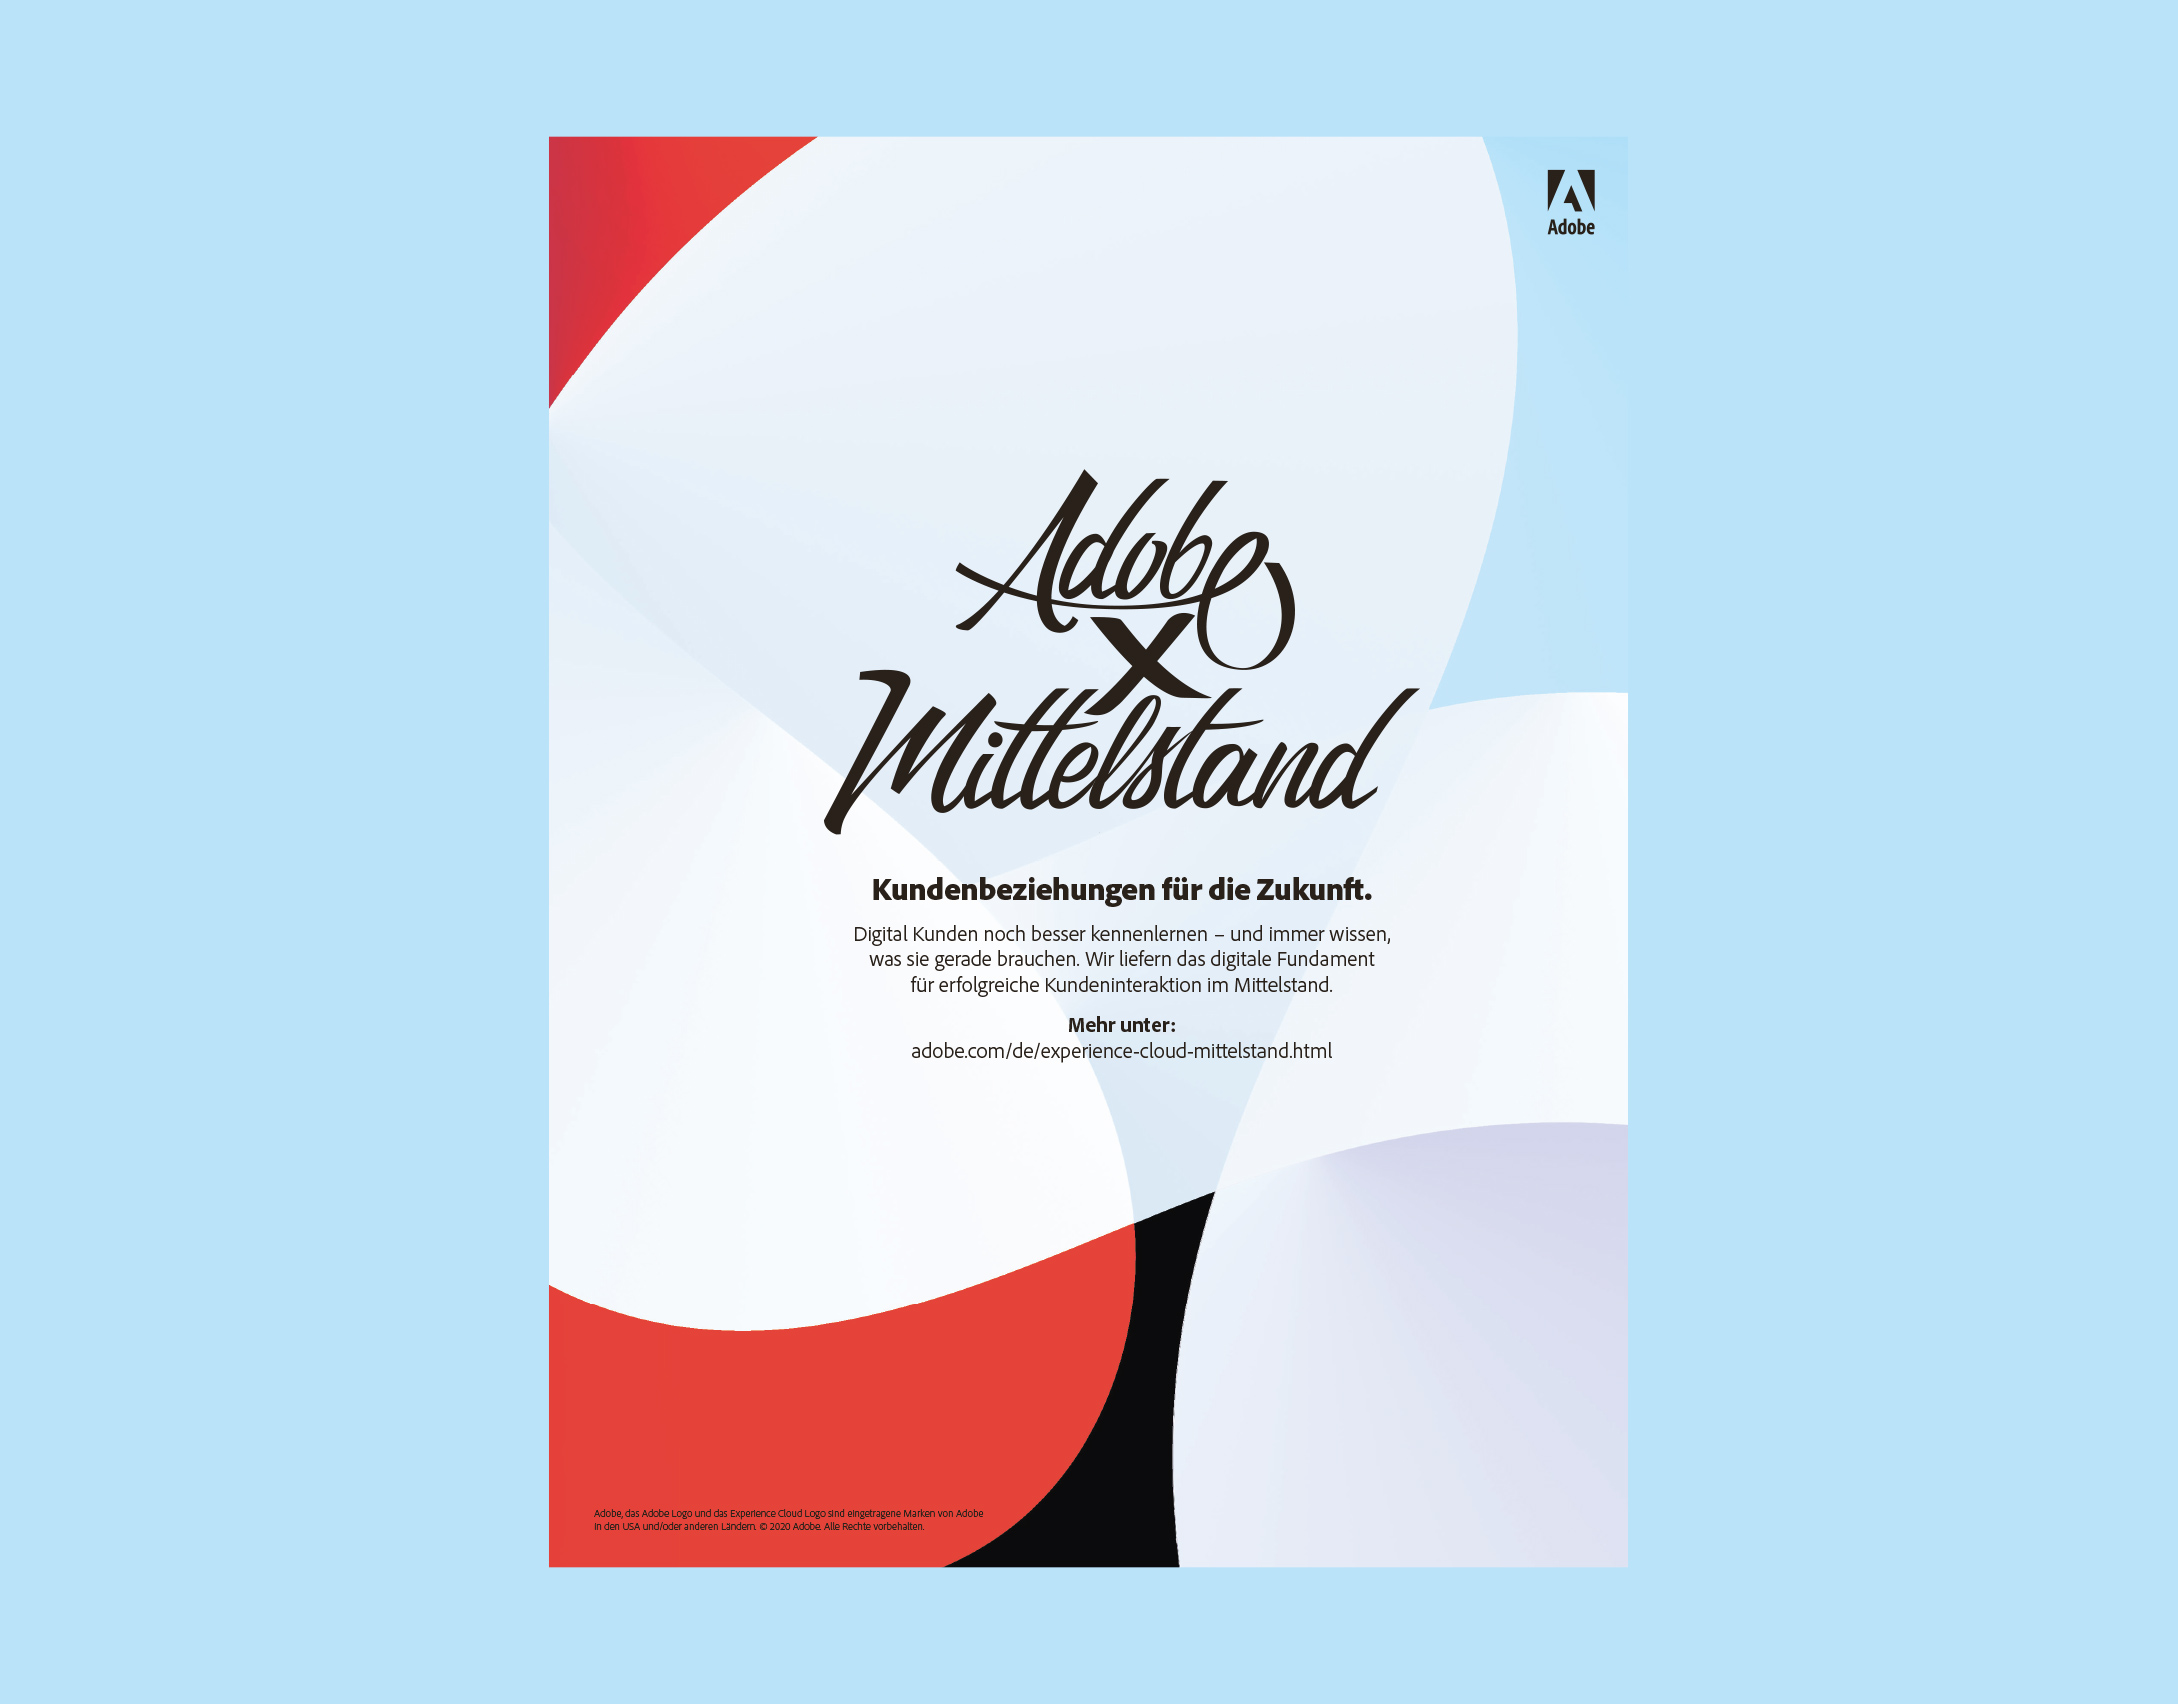 Adobe
Adobe
X
Mittelstand
Kundenbeziehungen für die Zukunft.
Digital Kunden noch besser kennenlernen – und immer wissen,
was sie gerade brauchen. Wir liefern das digitale Fundament
für erfolgreiche Kundeninteraktion im Mittelstand.
Mehr unter:
adobe.com/de/experience-cloud-mittelstand.html
Adobe, das Adobe Logo und das Experience Cloud Logo sind eingetragene Marken von Adobe
in den USA und/oder anderen Ländern. © 2020 Adobe. Alle Rechte vorbehalten.